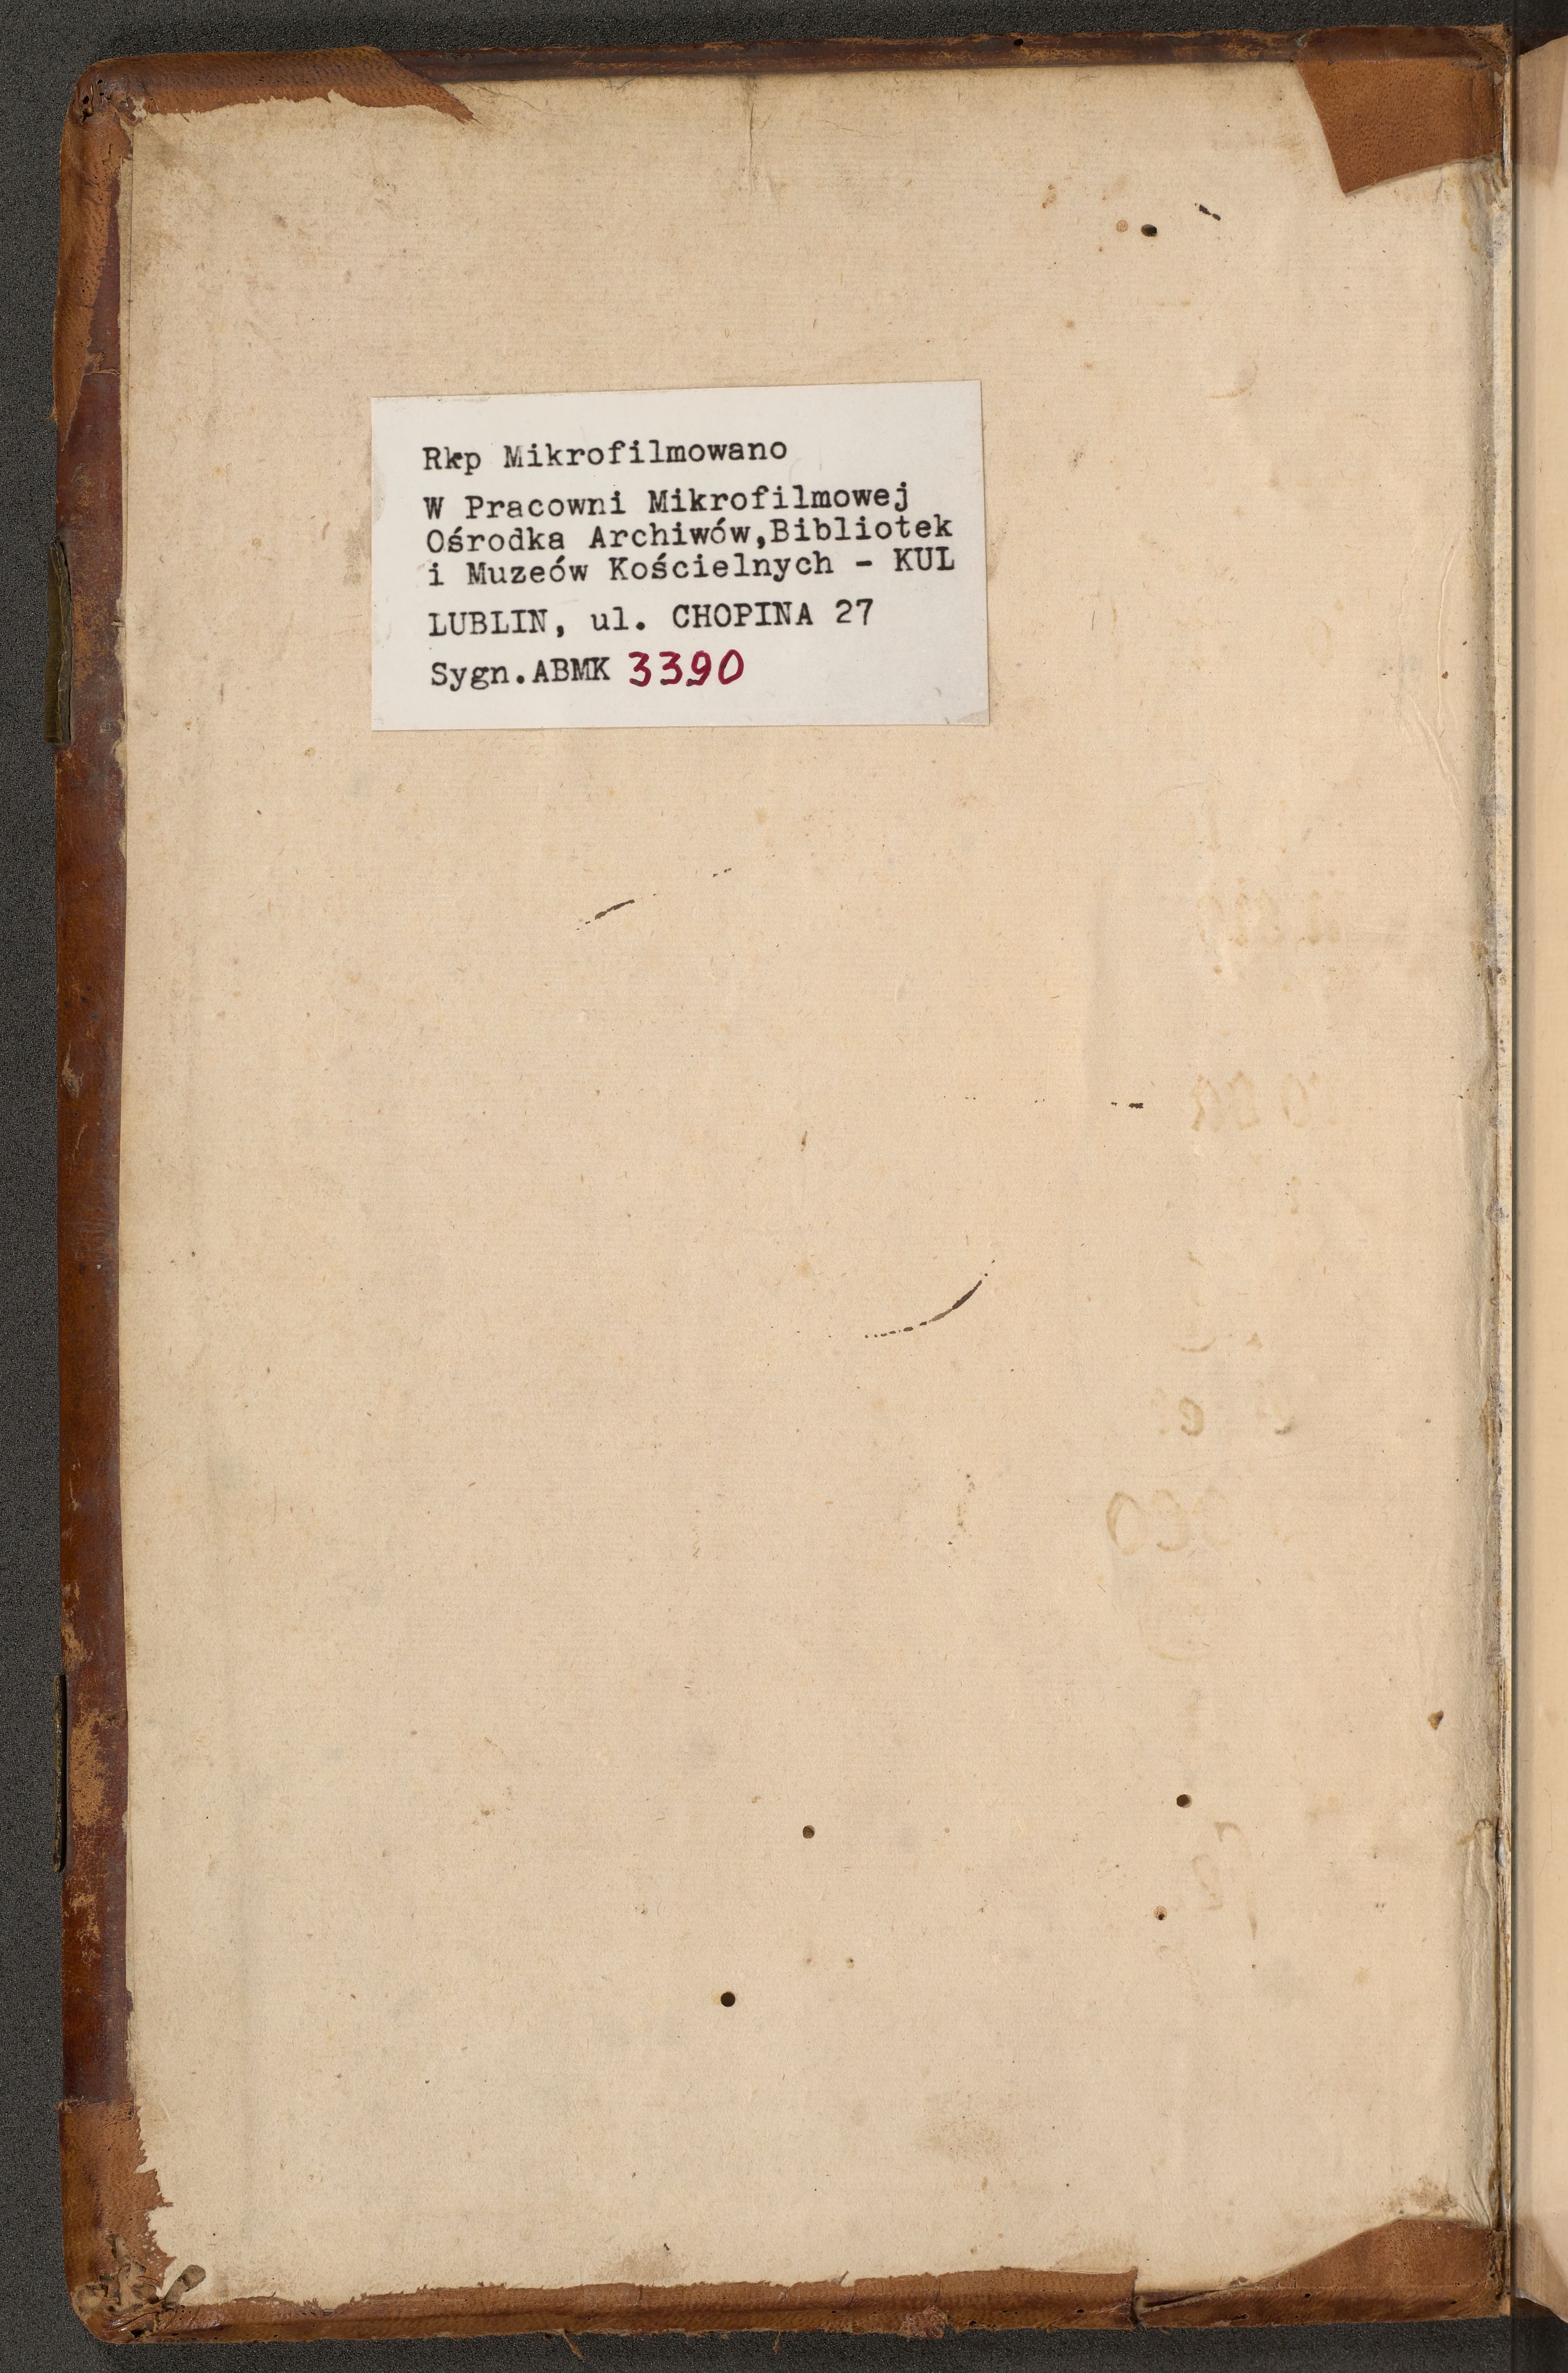 Rkp Mikrofilmowano
W Pracowni Mikrofilmowej
Ośrodka Archiwów,Bibliotek
i Muzeów Kościelnych - KUL
LUBLIN, ul. CHOPINA 27
Sygn.ABMK 3390